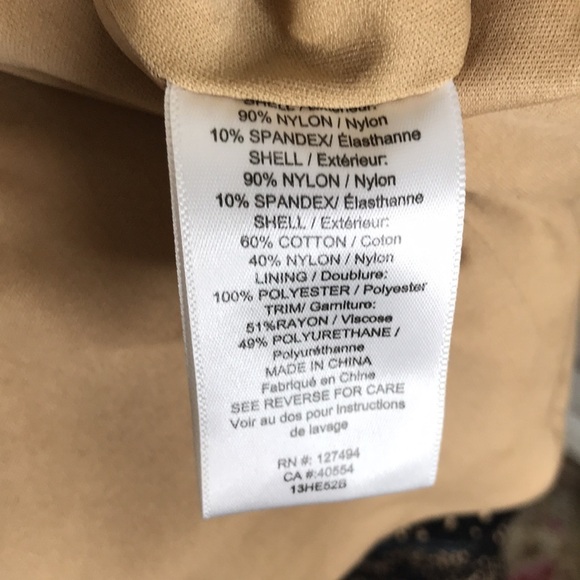 SHELL / Extérieur:
90% NYLON / Nylon
10% SPANDEX/ Élasthanne
SHELL / Extérieur:
90% NYLON / Nylon
10% SPANDEX/ Élasthanne
SHELL / Extérieur:
60% COTTON / Coton
40% NYLON / Nylon
LINING / Doublure:
100% POLYESTER / Polyester
TRIM/ Garniture:
51%RAYON / Viscose
49% POLYURETHANE /
Polyuréthanne
MADE IN CHINA
Fabriqué en Chine
SEE REVERSE FOR CARE
Voir au dos pour Instructions
de lavage
RN #: 127494
CA #:40554
13HE52B